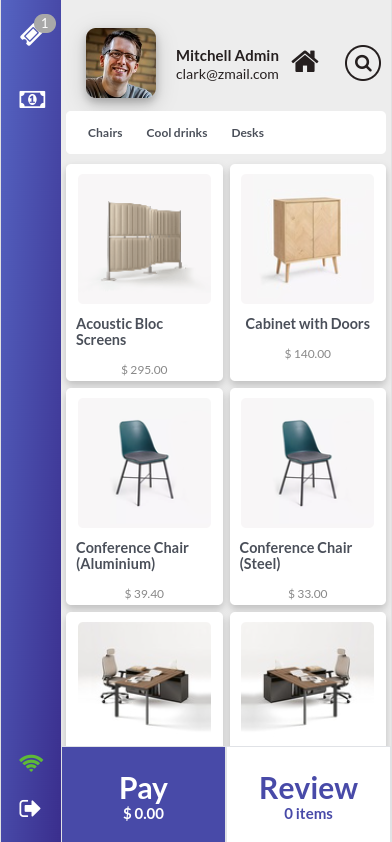 1
Mitchell Admin
clark@zmail.com
1
Chairs Cool drinks Desks
Acoustic Bloc
Screens
$ 295.00
Cabinet with Doors
$ 140.00
Conference Chair
(Aluminium)
$ 39.40
Conference Chair
(Steel)
$ 33.00
Pay
$ 0.00
Review
0 items